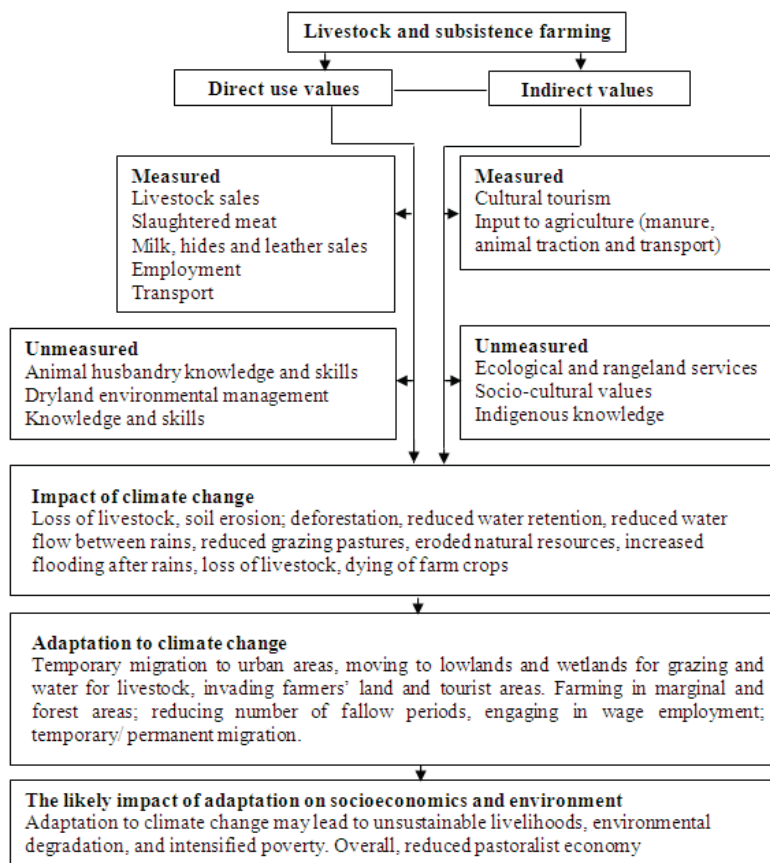 Livestock and subsistence farming
Direct use values
Indirect values
Measured
Livestock sales
Slaughtered meat
Milk, hides and leather sales
Employment
Transport
Measured
Cultural tourism
Input to agriculture (manure,
animal traction and transport)
Unmeasured
Animal husbandry knowledge and skills
Dryland environmental management
Knowledge and skills
Unmeasured
Ecological and rangeland services
Socio-cultural values
Indigenous knowledge
Impact of climate change
Loss of livestock, soil erosion; deforestation, reduced water retention, reduced water
flow between rains, reduced grazing pastures, eroded natural resources, increased
flooding after rains, loss of livestock, dying of farm crops
Adaptation to climate change
Temporary migration to urban areas, moving to lowlands and wetlands for grazing and
water for livestock, invading farmers’ land and tourist areas. Farming in marginal and
forest areas; reducing number of fallow periods, engaging in wage employment;
temporary/ permanent migration.
The likely impact of adaptation on socioeconomics and environment
Adaptation to climate change may lead to unsustainable livelihoods, environmental
degradation, and intensified poverty. Overall, reduced pastoralist economy